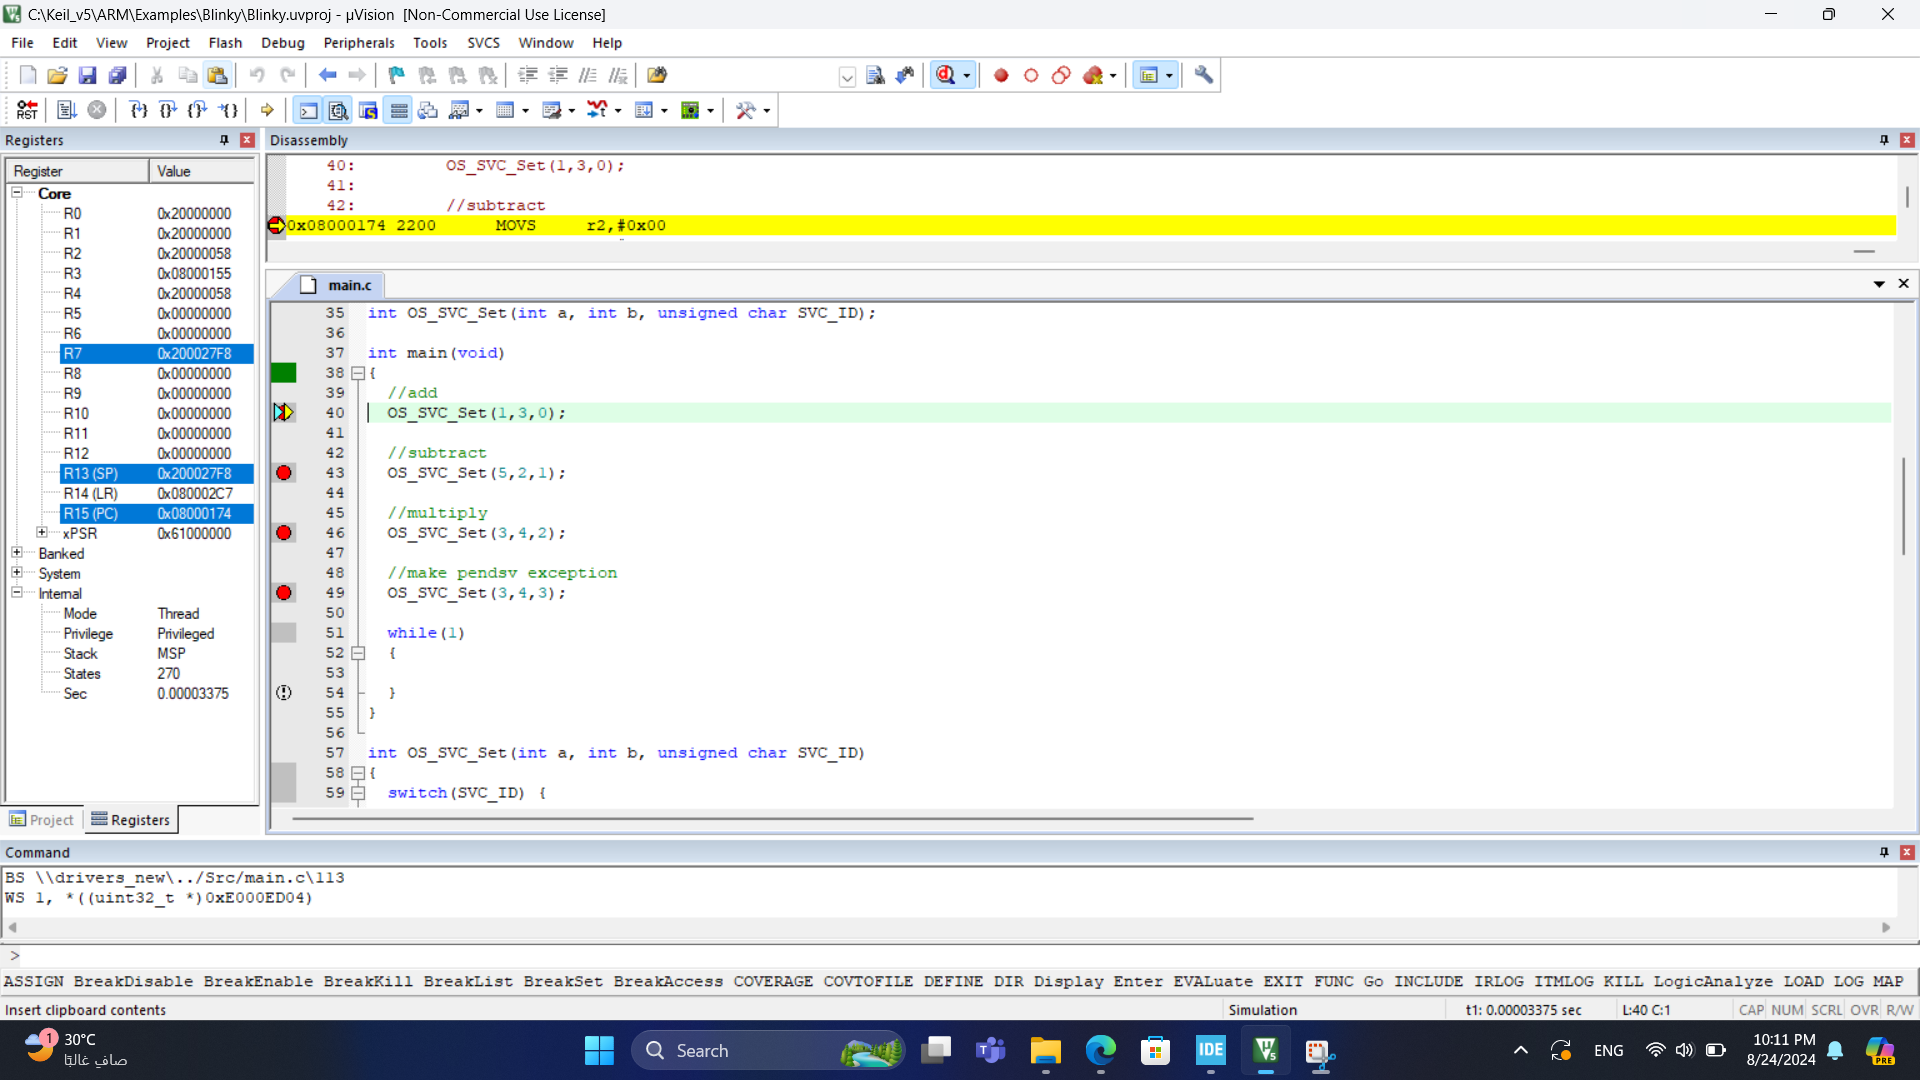 C:\Keil_v5\ARM\Examples\Blinky\Blinky.uvproj - µVision  [Non-Commercial Use License]
File Edit View Project Flash Debug Peripherals Tools SVCS Window Help
RST
Registers
Register Value
Core
R0 0x20000000
R1 0x20000000
R2 0x20000058
R3 0x08000155
R4 0x20000058
R5 0x00000000
R6 0x00000000
R7 0x200027F8
R8 0x00000000
R9 0x00000000
R10 0x00000000
R11 0x00000000
R12 0x00000000
R13 (SP) 0x200027F8
R14 (LR) 0x080002C7
R15 (PC) 0x08000174
xPSR 0x61000000
Banked
System
Internal
Mode Thread
Privilege Privileged
Stack MSP
States 270
Sec 0.00003375
Project Registers
Disassembly
40: OS_SVC_Set(1,3,0);
41:
42: //subtract
0x08000174 2200 MOVS r2,#0x00
main.c
35 int OS_SVC_Set(int a, int b, unsigned char SVC_ID);
36
37 int main(void)
38 {
39 //add
40 OS_SVC_Set(1,3,0);
41
42 //subtract
43 OS_SVC_Set(5,2,1);
44
45 //multiply
46 OS_SVC_Set(3,4,2);
47
48 //make pendsv exception
49 OS_SVC_Set(3,4,3);
50
51 while(1)
52 {
53
54 }
55 }
56
57 int OS_SVC_Set(int a, int b, unsigned char SVC_ID)
58 {
59 switch(SVC_ID) {
Command
BS \\drivers_new\../Src/main.c\113
WS 1, *((uint32_t *)0xE000ED04)
>
ASSIGN BreakDisable BreakEnable BreakKill BreakList BreakSet BreakAccess COVERAGE COVTOFILE DEFINE DIR Display Enter EVALuate EXIT FUNC Go INCLUDE IRLOG ITMLOG KILL LogicAnalyze LOAD LOG MAP
Insert clipboard contents Simulation t1: 0.00003375 sec L:40 C:1 CAP NUM SCRL OVR R/W
1
30°C
صافٍ غالبًا
Search
IDE
ENG
10:11 PM
8/24/2024
PRE